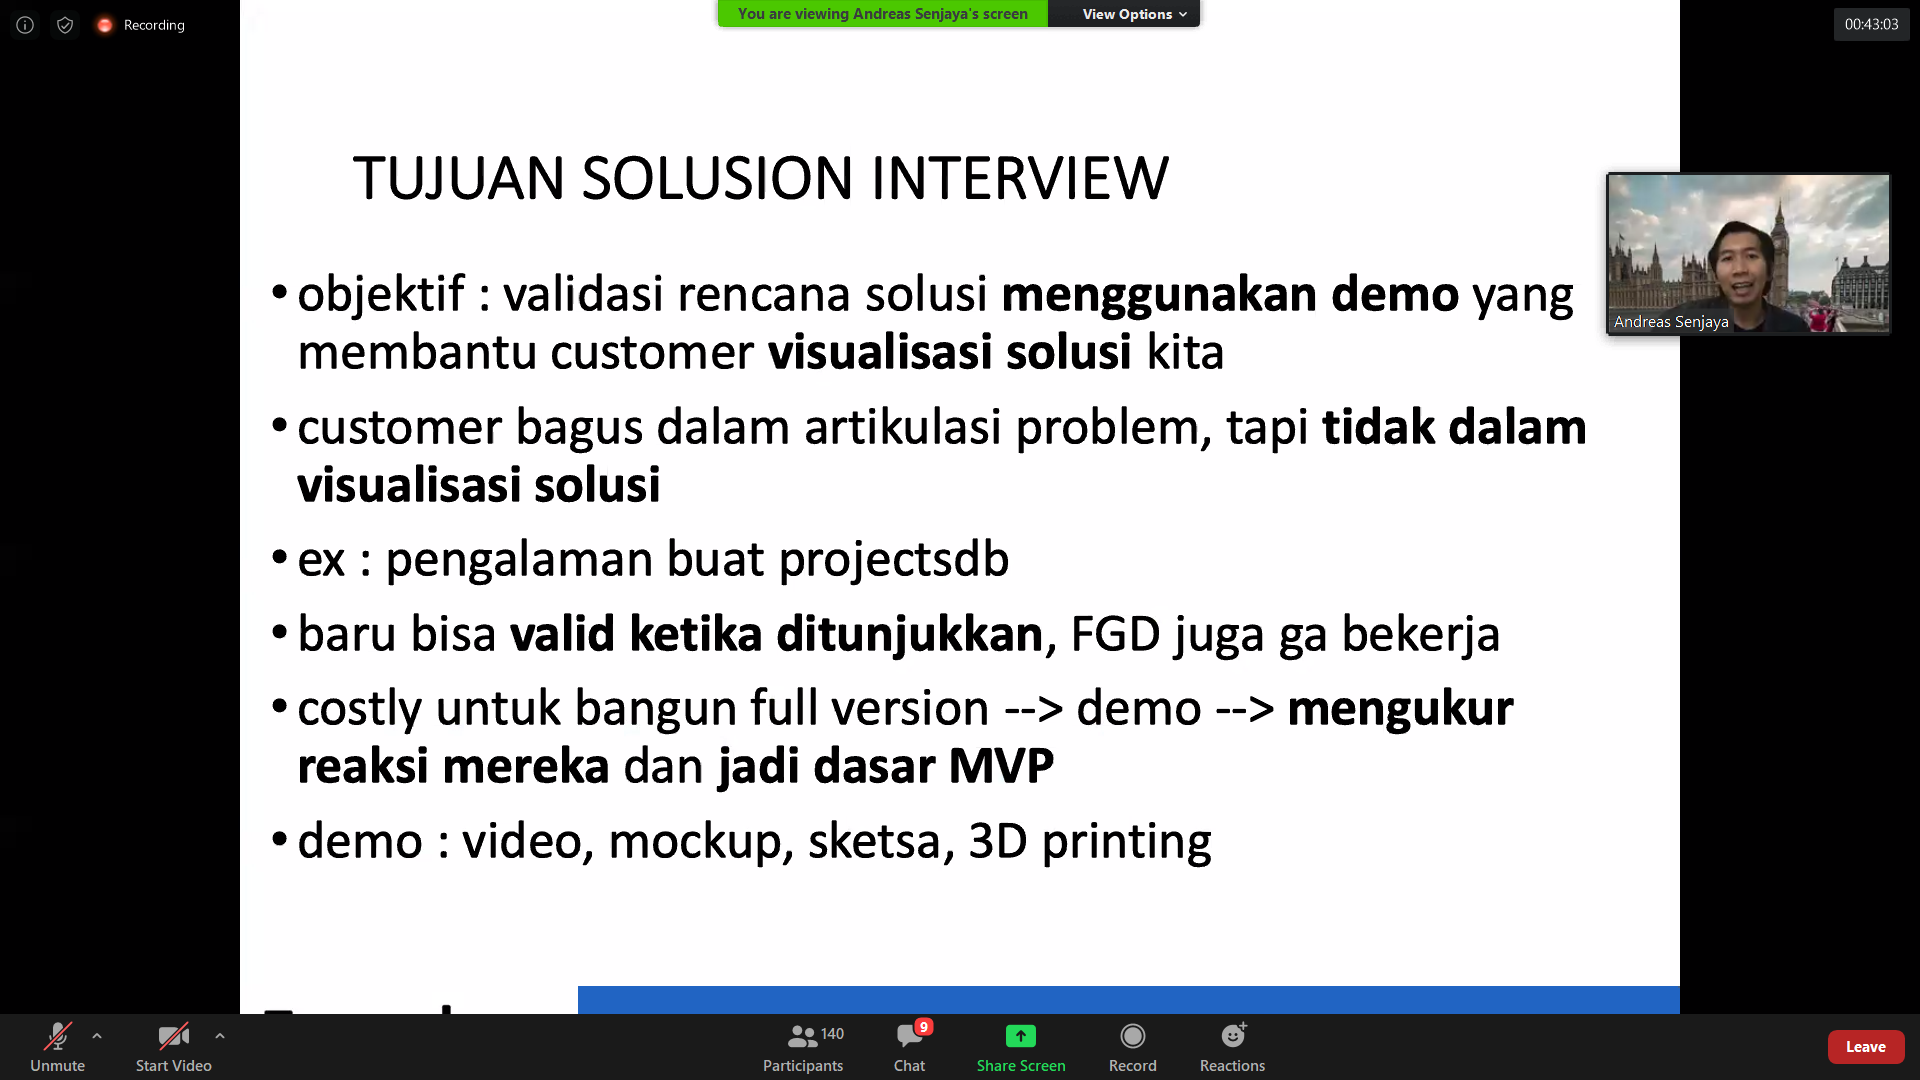 Recording
You are viewing Andreas Senjaya's screen
View Options
00:43:03
TUJUAN SOLUSION INTERVIEW
Andreas Senjaya
• objektif : validasi rencana solusi menggunakan demo yang
membantu customer visualisasi solusi kita
• customer bagus dalam artikulasi problem, tapi tidak dalam
visualisasi solusi
• ex : pengalaman buat projectsdb
• baru bisa valid ketika ditunjukkan, FGD juga ga bekerja
• costly untuk bangun full version --> demo --> mengukur
reaksi mereka dan jadi dasar MVP
• demo : video, mockup, sketsa, 3D printing
Unmute
Start Video
140
Participants
9
Chat
Share Screen
Record
Reactions
Leave